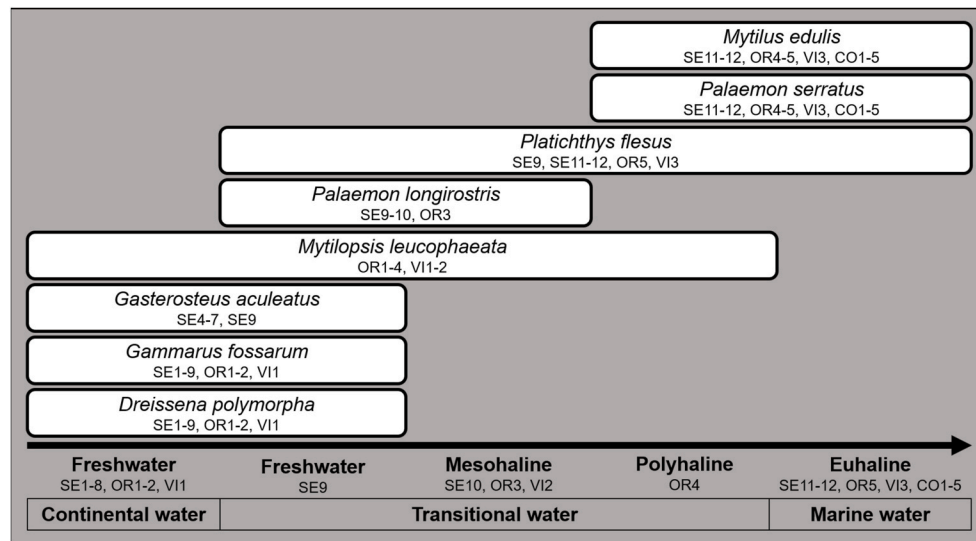 Mytilus edulis
SE11-12, OR4-5, VI3, CO1-5
Palaemon serratus
SE11-12, OR4-5, VI3, CO1-5
Platichthys flesus
SE9, SE11-12, OR5, VI3
Palaemon longirostris
SE9-10, OR3
Mytilopsis leucophaeata
OR1-4, VI1-2
Gasterosteus aculeatus
SE4-7, SE9
Gammarus fossarum
SE1-9, OR1-2, VI1
Dreissena polymorpha
SE1-9, OR1-2, VI1
Freshwater Freshwater Mesohaline Polyhaline Euhaline
SE1-8, OR1-2, VI1 SE9 SE10, OR3, VI2 OR4 SE11-12, OR5, VI3, CO1-5
Continental water Transitional water Marine water